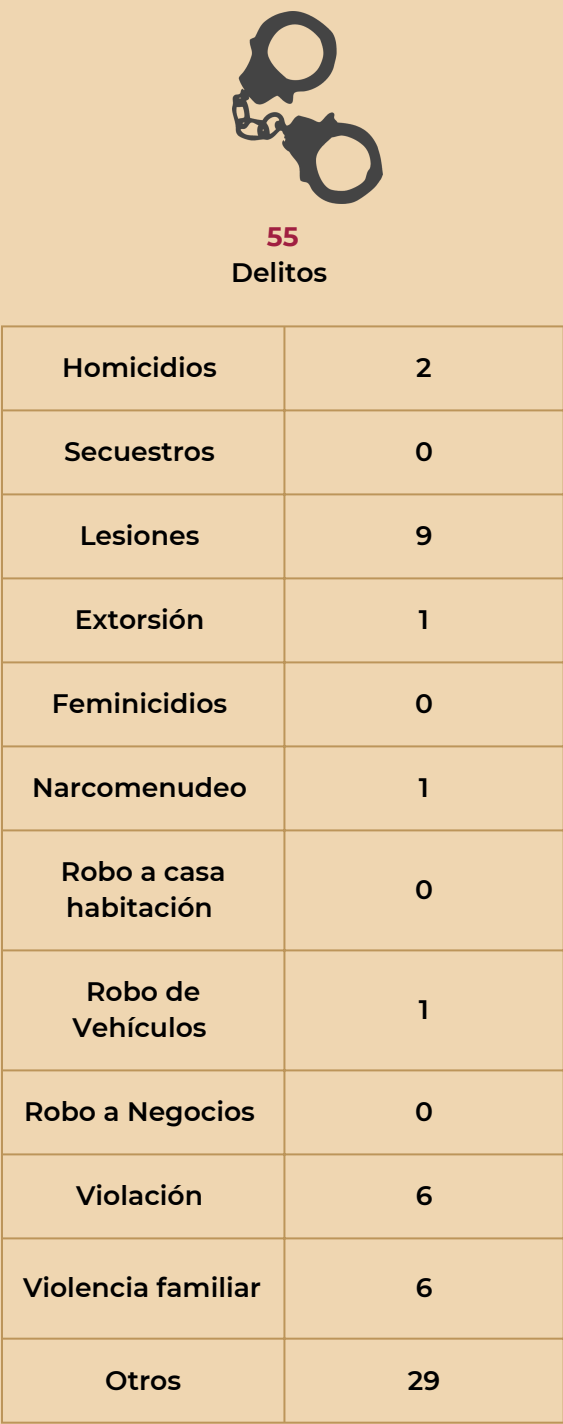 55
Delitos
Homicidios 2
Secuestros 0
Lesiones 9
Extorsión 1
Feminicidios 0
Narcomenudeo 1
Robo a casa
habitación 0
Robo de
Vehículos 1
Robo a Negocios 0
Violación 6
Violencia familiar 6
Otros 29